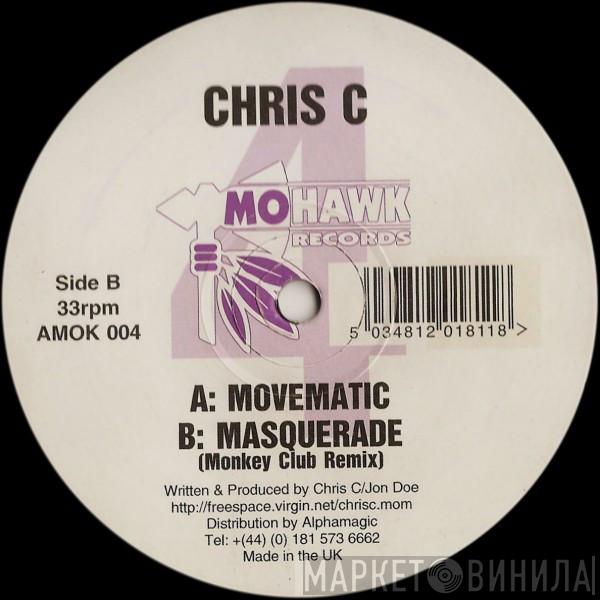 4
CHRIS C
MOHAWK
RECORDS
Side B
33rpm
AMOK 004
5 034812 018118 >
A: MOVEMATIC
B: MASQUERADE
(Monkey Club Remix)
Written & Produced by Chris C/Jon Doe
http://freespace.virgin.net/chrisc.mom
Distribution by Alphamagic
Tel: +(44) (0) 181 573 6662
Made in the UK
МАРКЕТ ВИНИЛА